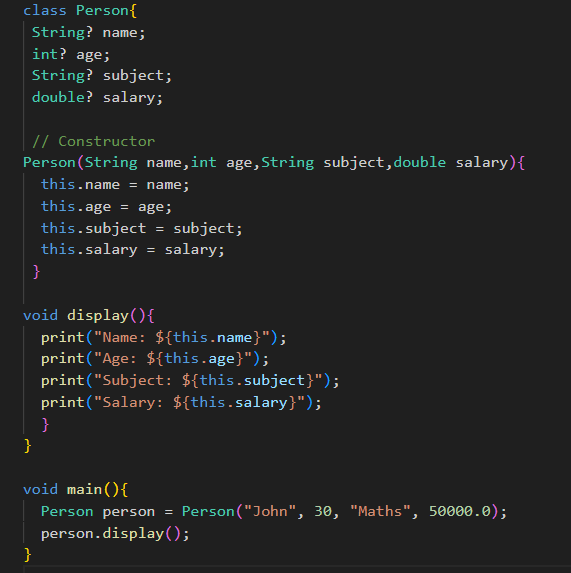 class Person{
String? name;
int? age;
String? subject;
double? salary;
// Constructor
Person(String name,int age,String subject,double salary){
this.name = name;
this.age = age;
this.subject = subject;
this.salary = salary;
}
void display(){
print("Name: ${this.name}");
print("Age: ${this.age}");
print("Subject: ${this.subject}");
print("Salary: ${this.salary}");
}
}
void main(){
Person person = Person("John", 30, "Maths", 50000.0);
person.display();
}